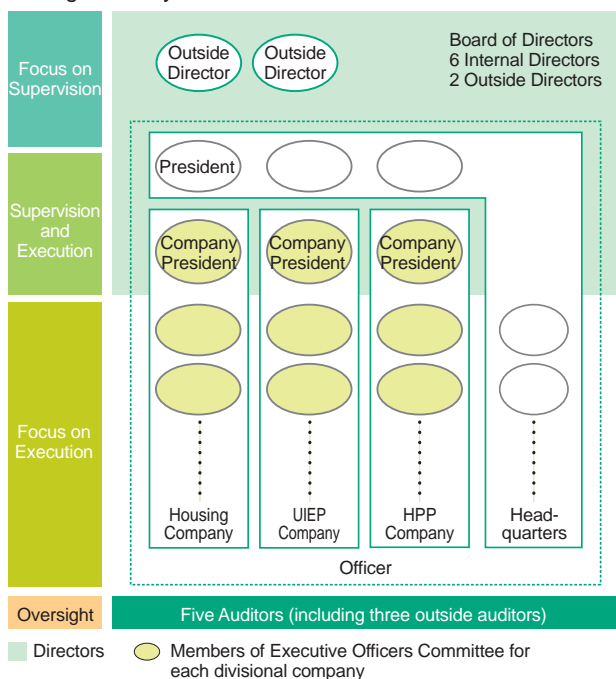 Focus on
Supervision
Outside
Director
Outside
Director
Board of Directors
6 Internal Directors
2 Outside Directors
Supervision
and
Execution
President
Company
President
Company
President
Company
President
Focus on
Execution
Housing
Company
UIEP
Company
HPP
Company
Head-
quarters
Officer
Oversight
Five Auditors (including three outside auditors)
Directors
Members of Executive Officers Committee for
each divisional company